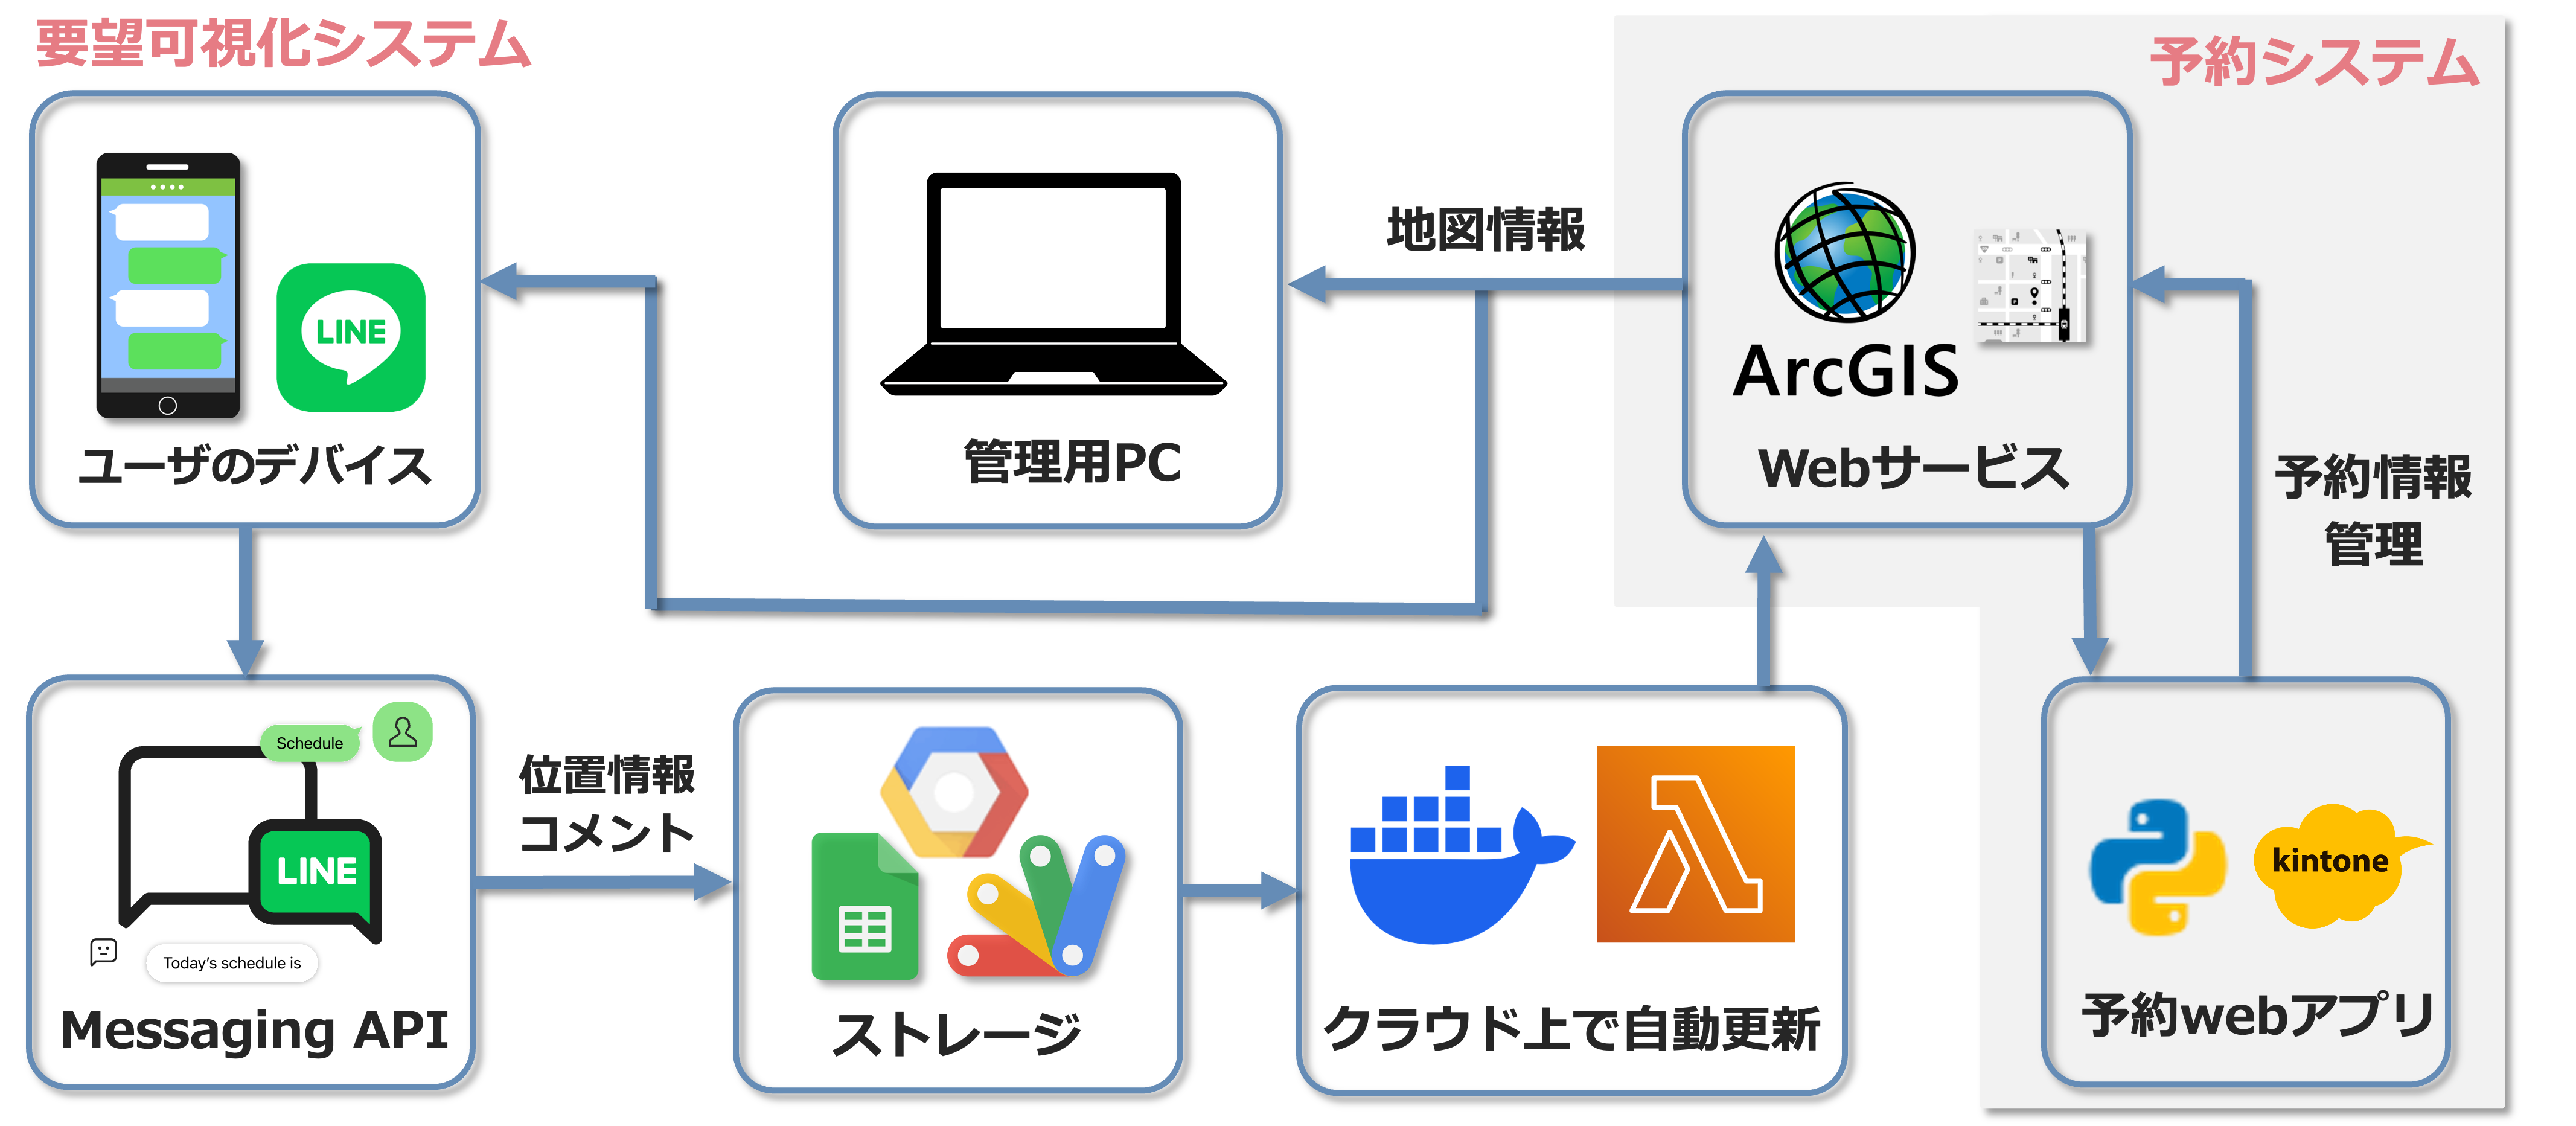 要望可視化システム
予約システム
LINE
ユーザのデバイス
管理用PC
地図情報
ArcGIS
Webサービス
予約情報
管理
Schedule
LINE
Today's schedule is
Messaging API
位置情報
コメント
ストレージ
クラウド上で自動更新
kintone
予約webアプリ